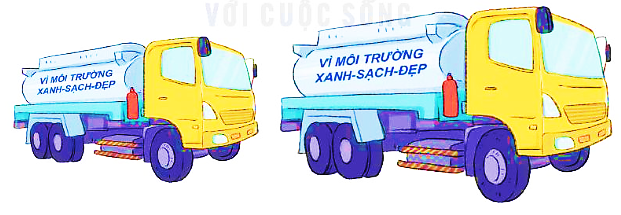 VỚI CUỘC SỐNG
VÌ MÔI TRƯỜNG
XANH-SẠCH-ĐẸP
VÌ MÔI TRƯỜNG
XANH-SẠCH-ĐẸP